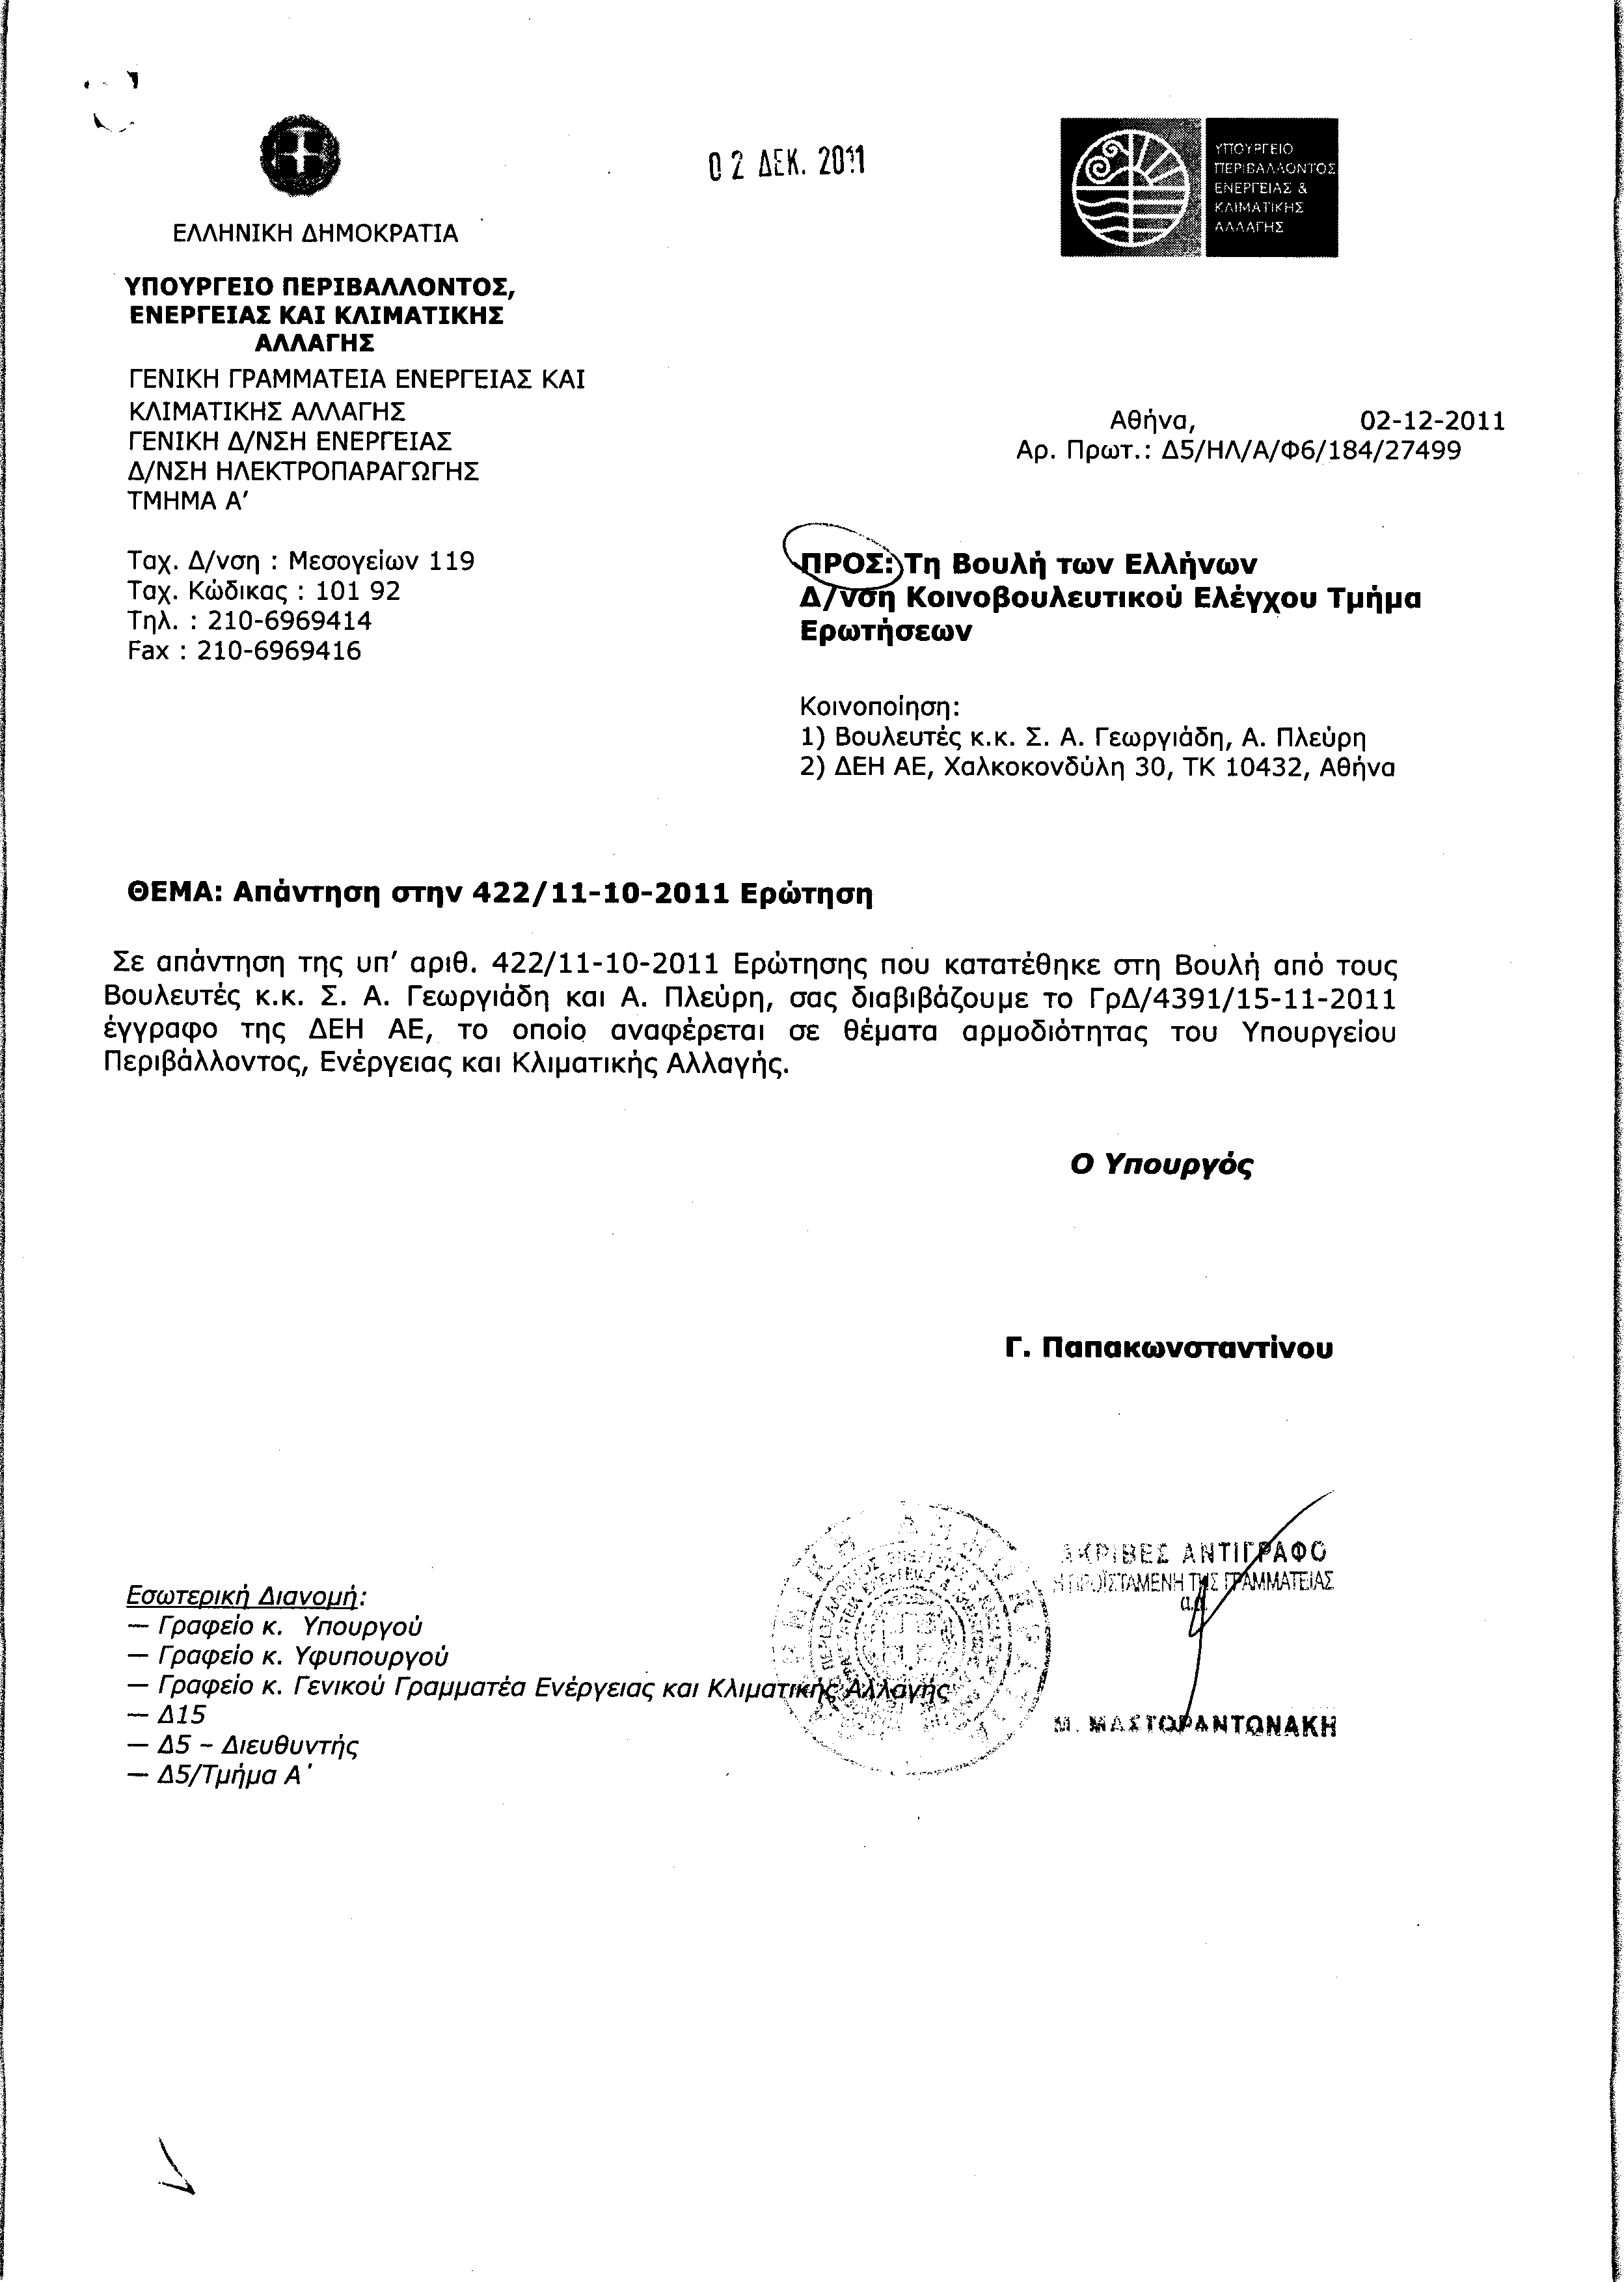 02 ΔΕΚ. 2011
ΥΠΟΥΡΓΕΙΟ
ΠΕΡΙΒΑΛΛΟΝΤΟΣ
ΕΝΕΡΓΕΙΑΣ &
ΚΛΙΜΑΤΙΚΗΣ
ΑΛΛΑΓΗΣ
ΕΛΛΗΝΙΚΗ ΔΗΜΟΚΡΑΤΙΑ
ΥΠΟΥΡΓΕΙΟ ΠΕΡΙΒΑΛΛΟΝΤΟΣ,
ΕΝΕΡΓΕΙΑΣ ΚΑΙ ΚΛΙΜΑΤΙΚΗΣ
ΑΛΛΑΓΗΣ
ΓΕΝΙΚΗ ΓΡΑΜΜΑΤΕΙΑ ΕΝΕΡΓΕΙΑΣ ΚΑΙ
ΚΛΙΜΑΤΙΚΗΣ ΑΛΛΑΓΗΣ
ΓΕΝΙΚΗ Δ/ΝΣΗ ΕΝΕΡΓΕΙΑΣ
Δ/ΝΣΗ ΗΛΕΚΤΡΟΠΑΡΑΓΩΓΗΣ
ΤΜΗΜΑ Α'
Ταχ. Δ/νση : Μεσογείων 119
Ταχ. Κώδικας : 101 92
Τηλ. : 210-6969414
Fax : 210-6969416
Αθήνα, 02-12-2011
Αρ. Πρωτ.: Δ5/ΗΛ/Α/Φ6/184/27499
ΠΡΟΣ: Τη Βουλή των Ελλήνων
Δ/νση Κοινοβουλευτικού Ελέγχου Τμήμα
Ερωτήσεων
Κοινοποίηση:
1) Βουλευτές κ.κ. Σ. Α. Γεωργιάδη, Α. Πλεύρη
2) ΔΕΗ ΑΕ, Χαλκοκονδύλη 30, ΤΚ 10432, Αθήνα
ΘΕΜΑ: Απάντηση στην 422/11-10-2011 Ερώτηση
Σε απάντηση της υπ' αριθ. 422/11-10-2011 Ερώτησης που κατατέθηκε στη Βουλή από τους
Βουλευτές κ.κ. Σ. Α. Γεωργιάδη και Α. Πλεύρη, σας διαβιβάζουμε το ΓρΔ/4391/15-11-2011
έγγραφο της ΔΕΗ ΑΕ, το οποίο αναφέρεται σε θέματα αρμοδιότητας του Υπουργείου
Περιβάλλοντος, Ενέργειας και Κλιματικής Αλλαγής.
Ο Υπουργός
Γ. Παπακωνσταντίνου
ΑΚΡΙΒΕΣ ΑΝΤΙΓΡΑΦΟ
Η ΠΡΟΪΣΤΑΜΕΝΗ ΤΗΣ ΓΡΑΜΜΑΤΕΙΑΣ
α.α.
Μ. ΜΑΣΤΟΡΑΝΤΩΝΑΚΗ
Εσωτερική Διανομή:
— Γραφείο κ. Υπουργού
— Γραφείο κ. Υφυπουργού
— Γραφείο κ. Γενικού Γραμματέα Ενέργειας και Κλιματικής Αλλαγής
— Δ15
— Δ5 – Διευθυντής
— Δ5/Τμήμα Α'